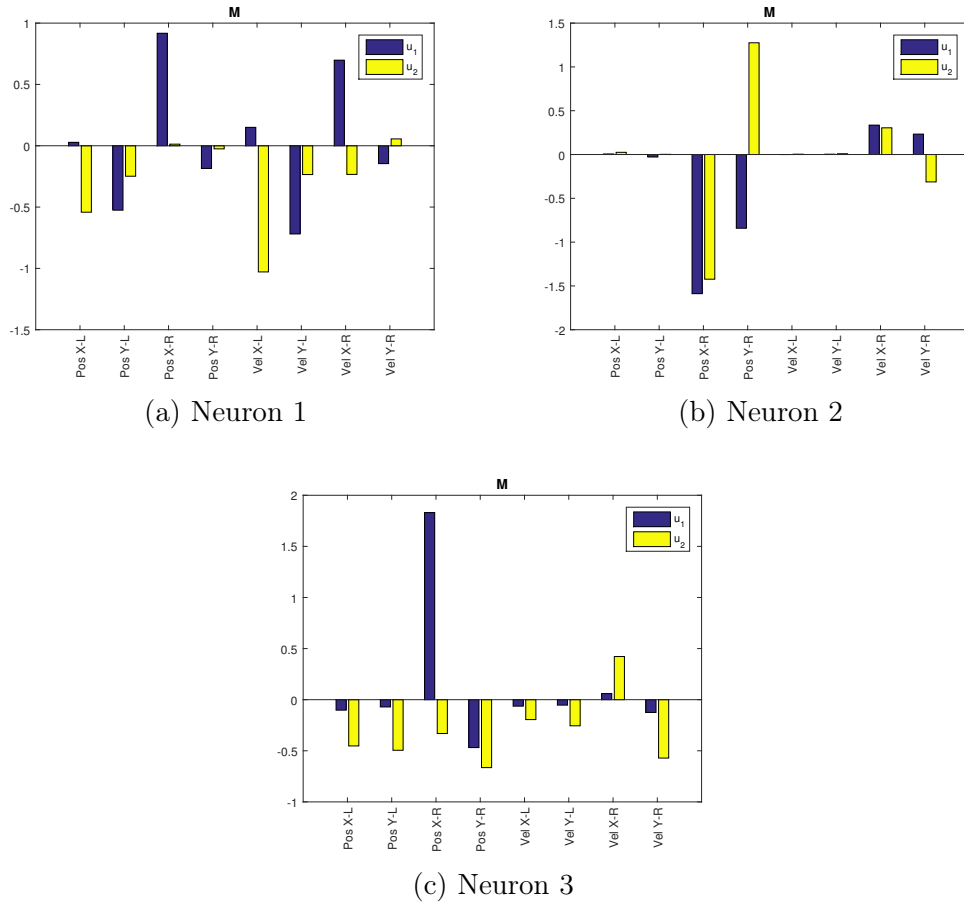 M
1
0.5
0
-0.5
-1
-1.5
u1
u2
Pos X-L
Pos Y-L
Pos X-R
Pos Y-R
Vel X-L
Vel Y-L
Vel X-R
Vel Y-R
(a) Neuron 1
M
1.5
1
0.5
0
-0.5
-1
-1.5
-2
u1
u2
Pos X-L
Pos Y-L
Pos X-R
Pos Y-R
Vel X-L
Vel Y-L
Vel X-R
Vel Y-R
(b) Neuron 2
M
2
1.5
1
0.5
0
-0.5
-1
u1
u2
Pos X-L
Pos Y-L
Pos X-R
Pos Y-R
Vel X-L
Vel Y-L
Vel X-R
Vel Y-R
(c) Neuron 3